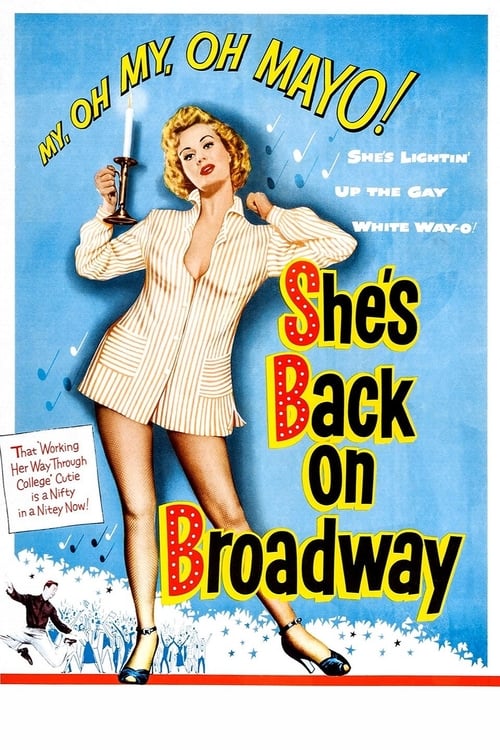 MY, OH MY, OH MAYO!
SHE'S LIGHTIN'
UP THE GAY
WHITE WAY-O!
She's
Back
on
Broadway
That 'Working
Her Way Through
College' Cutie
is a Nifty
in a Nitey Now!